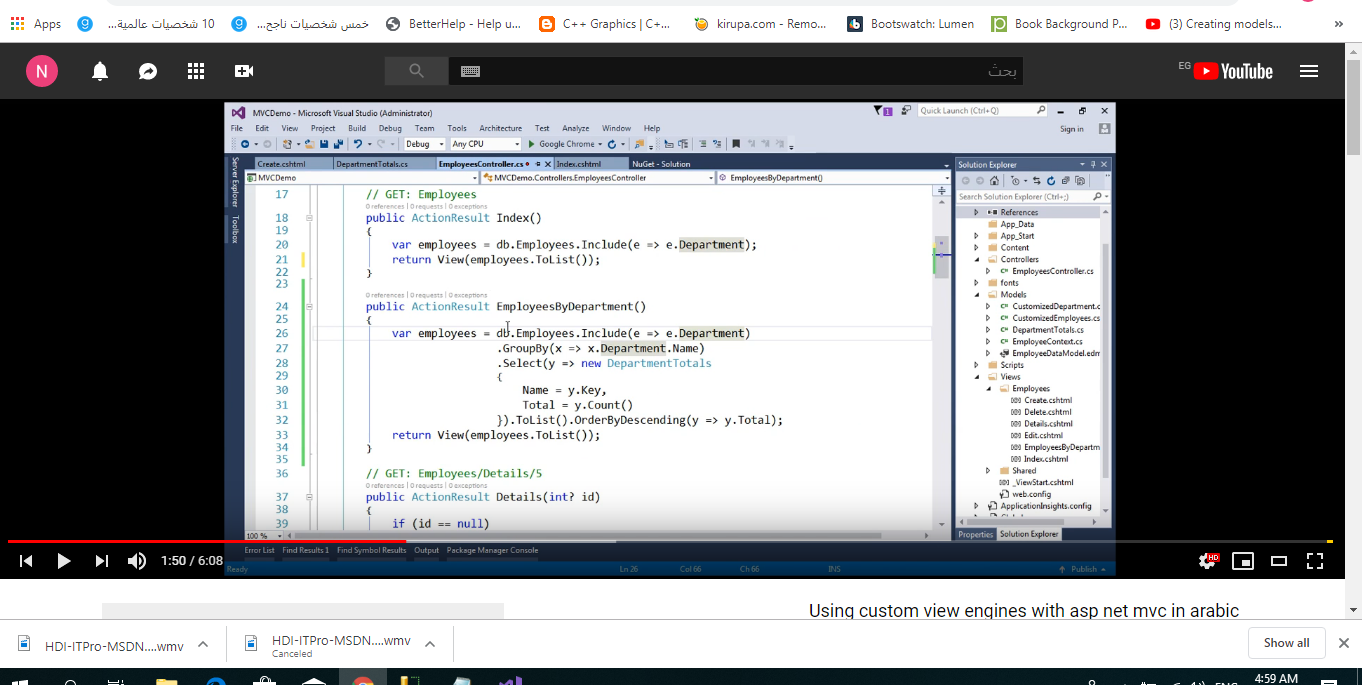 Apps
10 شخصيات عالمية...
خمس شخصيات ناجح...
BetterHelp - Help u...
C++ Graphics | C+...
kirupa.com - Remo...
Bootswatch: Lumen
Book Background P...
(3) Creating models...
»
N
بحث
EG
YouTube
MVCDemo - Microsoft Visual Studio (Administrator)
1
Quick Launch (Ctrl+Q)
File Edit View Project Build Debug Team Tools Architecture Test Analyze Window Help
Sign in
Debug Any CPU Google Chrome
Server Explorer
Toolbox
Create.cshtml DepartmentTotals.cs EmployeesController.cs Index.cshtml NuGet - Solution
MVCDemo MVCDemo.Controllers.EmployeesController EmployeesByDepartment()
17 // GET: Employees
0 references | 0 requests | 0 exceptions
18 public ActionResult Index()
19 {
20 var employees = db.Employees.Include(e => e.Department);
21 return View(employees.ToList());
22 }
23
0 references | 0 requests | 0 exceptions
24 public ActionResult EmployeesByDepartment()
25 {
26 var employees = db.Employees.Include(e => e.Department)
27 .GroupBy(x => x.Department.Name)
28 .Select(y => new DepartmentTotals
29 {
30 Name = y.Key,
31 Total = y.Count()
32 }).ToList().OrderByDescending(y => y.Total);
33 return View(employees.ToList());
34 }
35
36 // GET: Employees/Details/5
0 references | 0 requests | 0 exceptions
37 public ActionResult Details(int? id)
38 {
39 if (id == null)
100 %
Solution Explorer
Search Solution Explorer (Ctrl+;)
References
App_Data
App_Start
Content
Controllers
EmployeesController.cs
fonts
Models
CustomizedDepartment.c
CustomizedEmployees.cs
DepartmentTotals.cs
EmployeeContext.cs
EmployeeDataModel.edm
Scripts
Views
Employees
Create.cshtml
Delete.cshtml
Details.cshtml
Edit.cshtml
EmployeesByDepartm
Index.cshtml
Shared
_ViewStart.cshtml
web.config
ApplicationInsights.config
Properties Solution Explorer
Error List Find Results 1 Find Symbol Results Output Package Manager Console
Ready Ln 26 Col 66 Ch 66 INS Publish
1:50 / 6:08
HD
Using custom view engines with asp net mvc in arabic
HDI-ITPro-MSDN....wmv
HDI-ITPro-MSDN....wmv
Canceled
Show all
4:59 AM